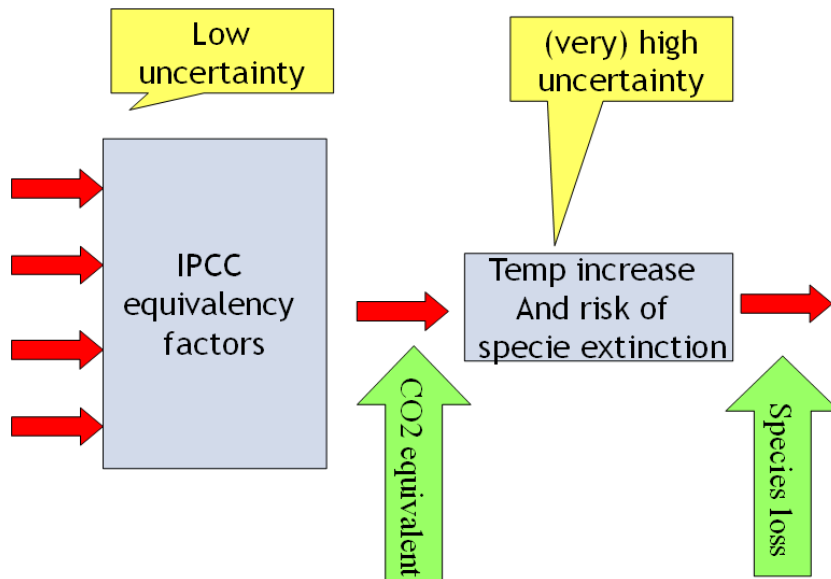 Low
uncertainty
(very) high
uncertainty
IPCC
equivalency
factors
Temp increase
And risk of
specie extinction
CO2 equivalent
Species loss